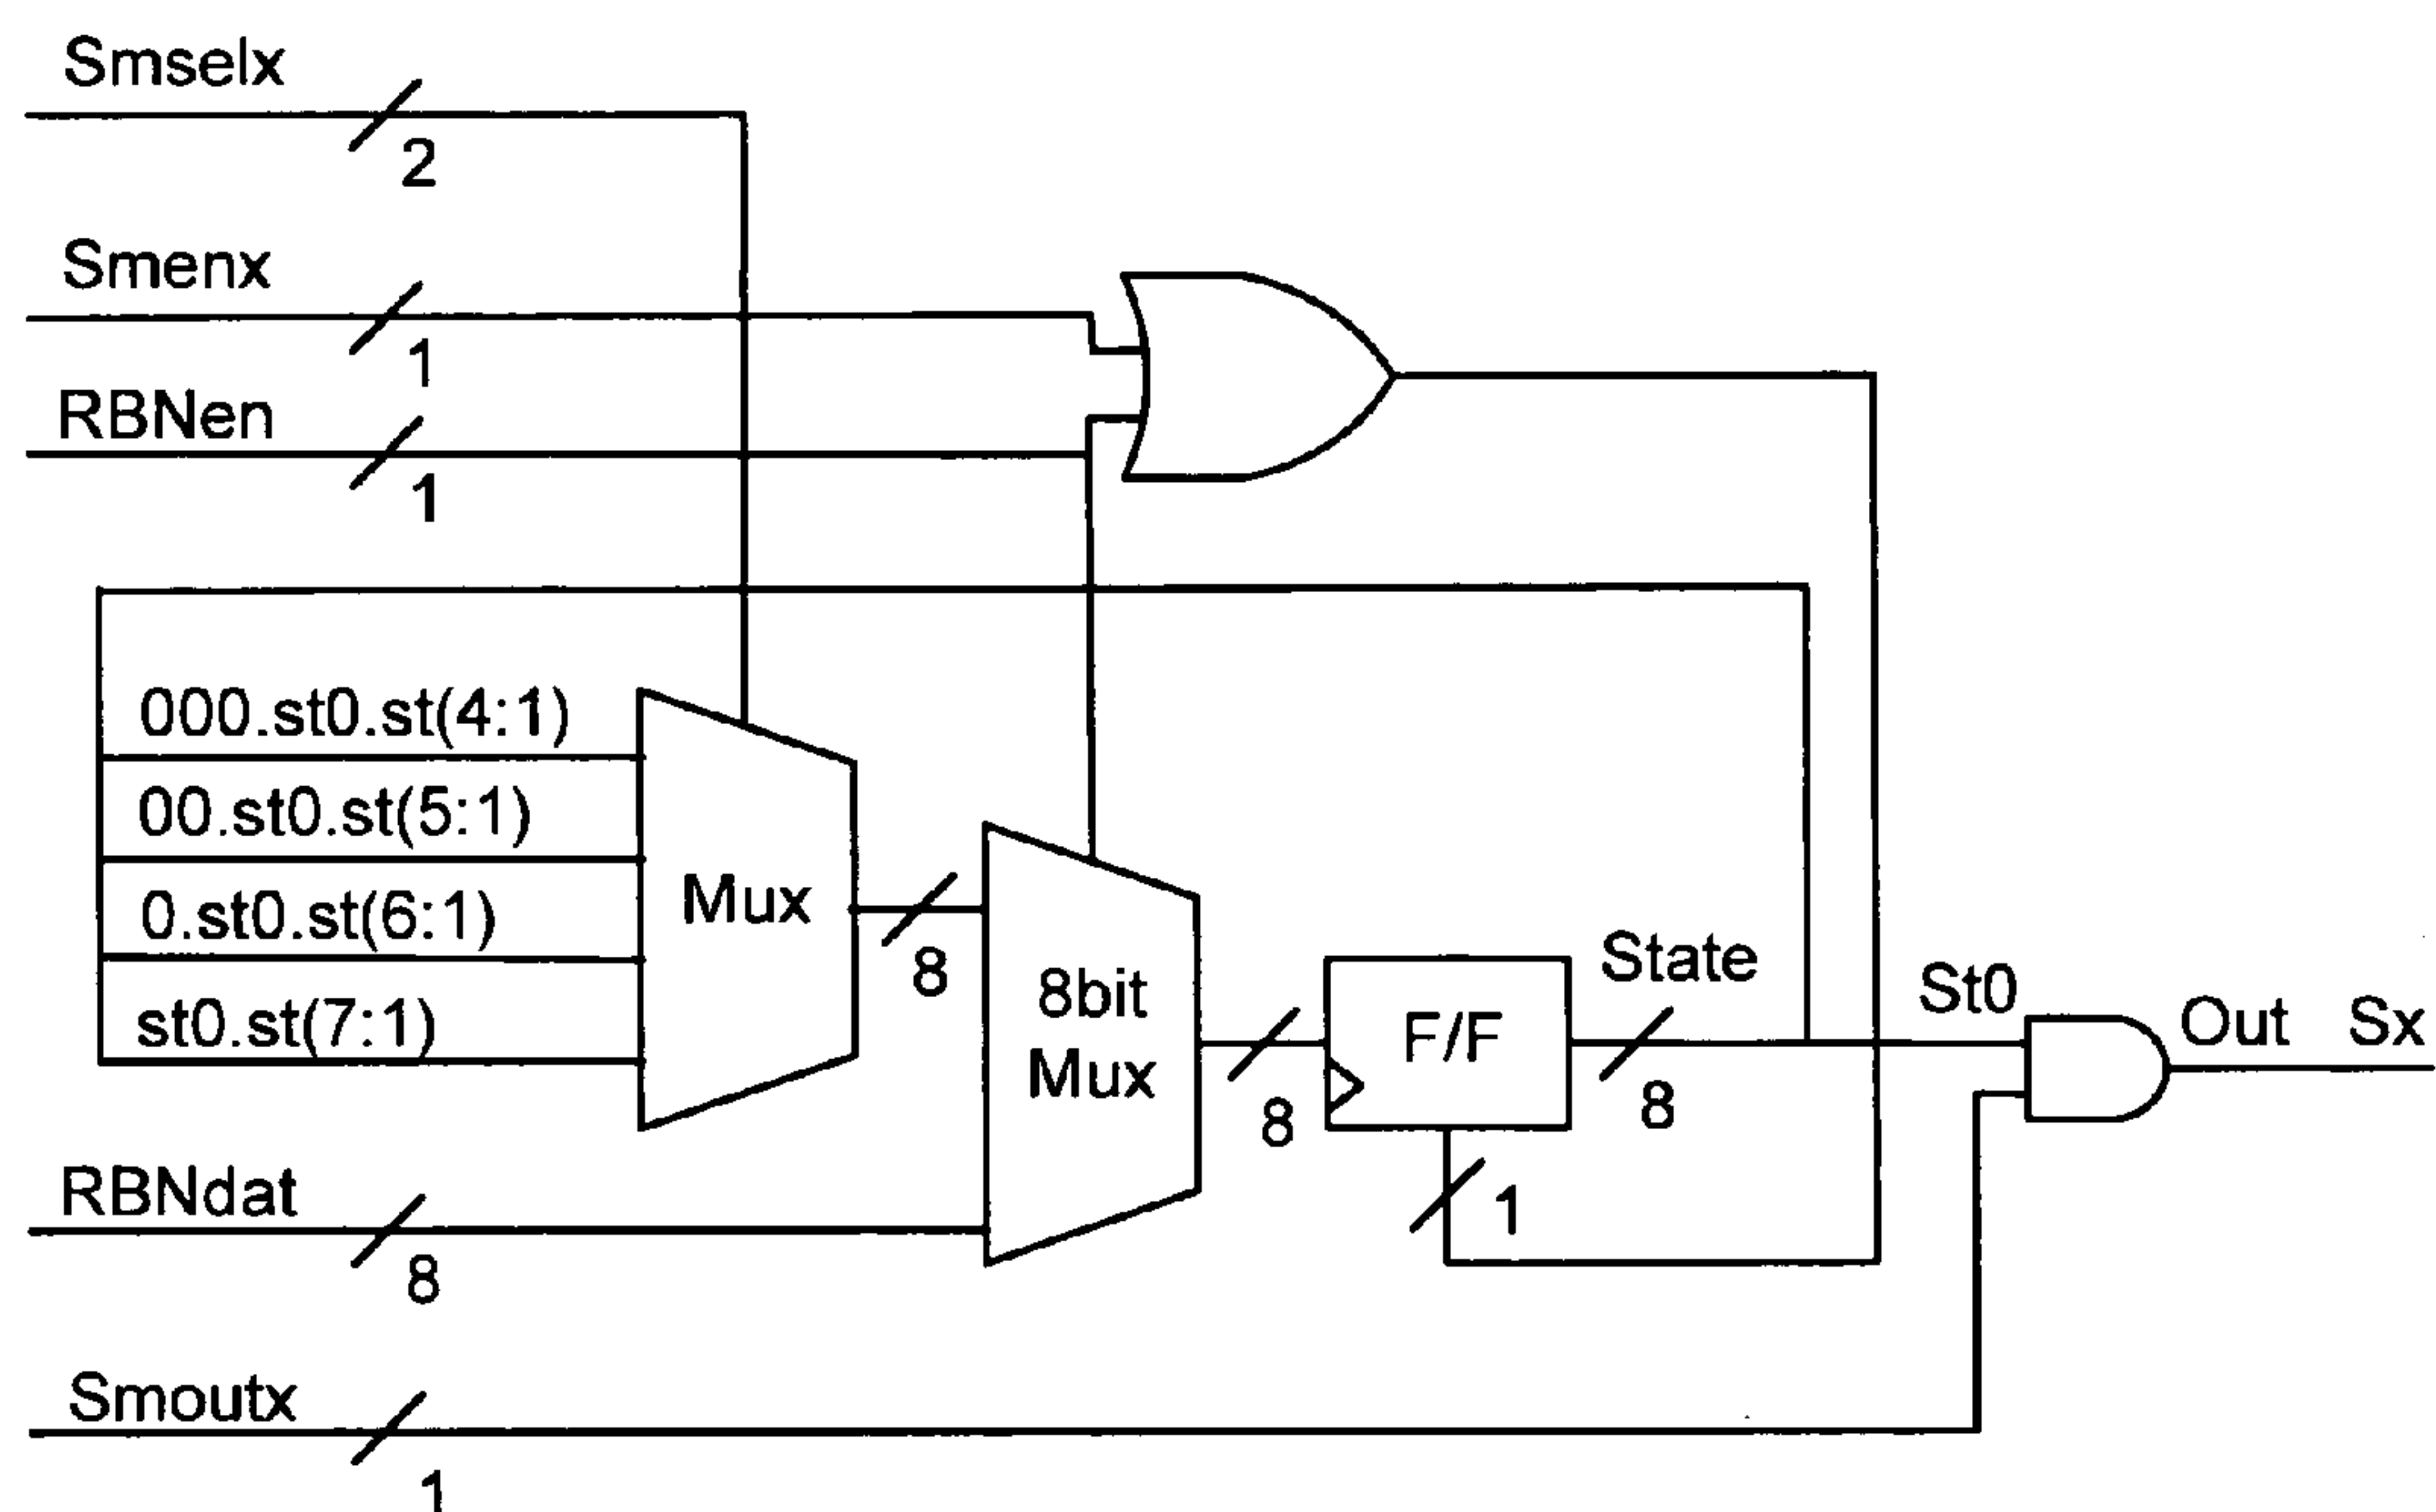 Smselx
2
Smenx
1
RBNen
1
000.st0.st(4:1)
00.st0.st(5:1)
0.st0.st(6:1)
st0.st(7:1)
Mux
8
8bit
Mux
8
F/F
State
8
St0
Out Sx
1
RBNdat
8
Smoutx
1